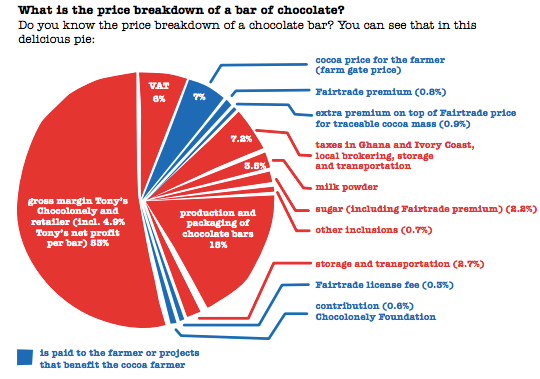 What is the price breakdown of a bar of chocolate?
Do you know the price breakdown of a chocolate bar? You can see that in this
delicious pie:
cocoa price for the farmer
(farm gate price)
VAT
6%
7%
Fairtrade premium (0.8%)
extra premium on top of Fairtrade price
for traceable cocoa mass (0.9%)
7.2%
taxes in Ghana and Ivory Coast,
local brokering, storage
and transportation
milk powder
sugar (including Fairtrade premium) (2.2%)
other inclusions (0.7%)
gross margin Tony's
Chocolonely and
retailer (incl. 4.9%
Tony's net profit
per bar) 53%
production and
packaging of
chocolate bars
storage and transportation (2.7%)
Fairtrade license fee
contribution (0.6%)
Chocolonely Foundation
is paid to the farmer or projects
that benefit the cocoa farmer